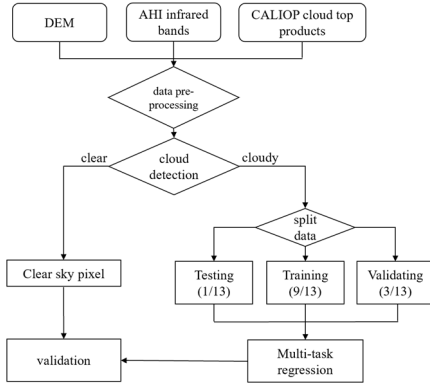 DEM
AHI infrared
bands
CALIOP cloud top
products
data pre-
processing
clear
cloud
detection
cloudy
split
data
Clear sky pixel
Testing
(1/13)
Training
(9/13)
Validating
(3/13)
validation
Multi-task
regression